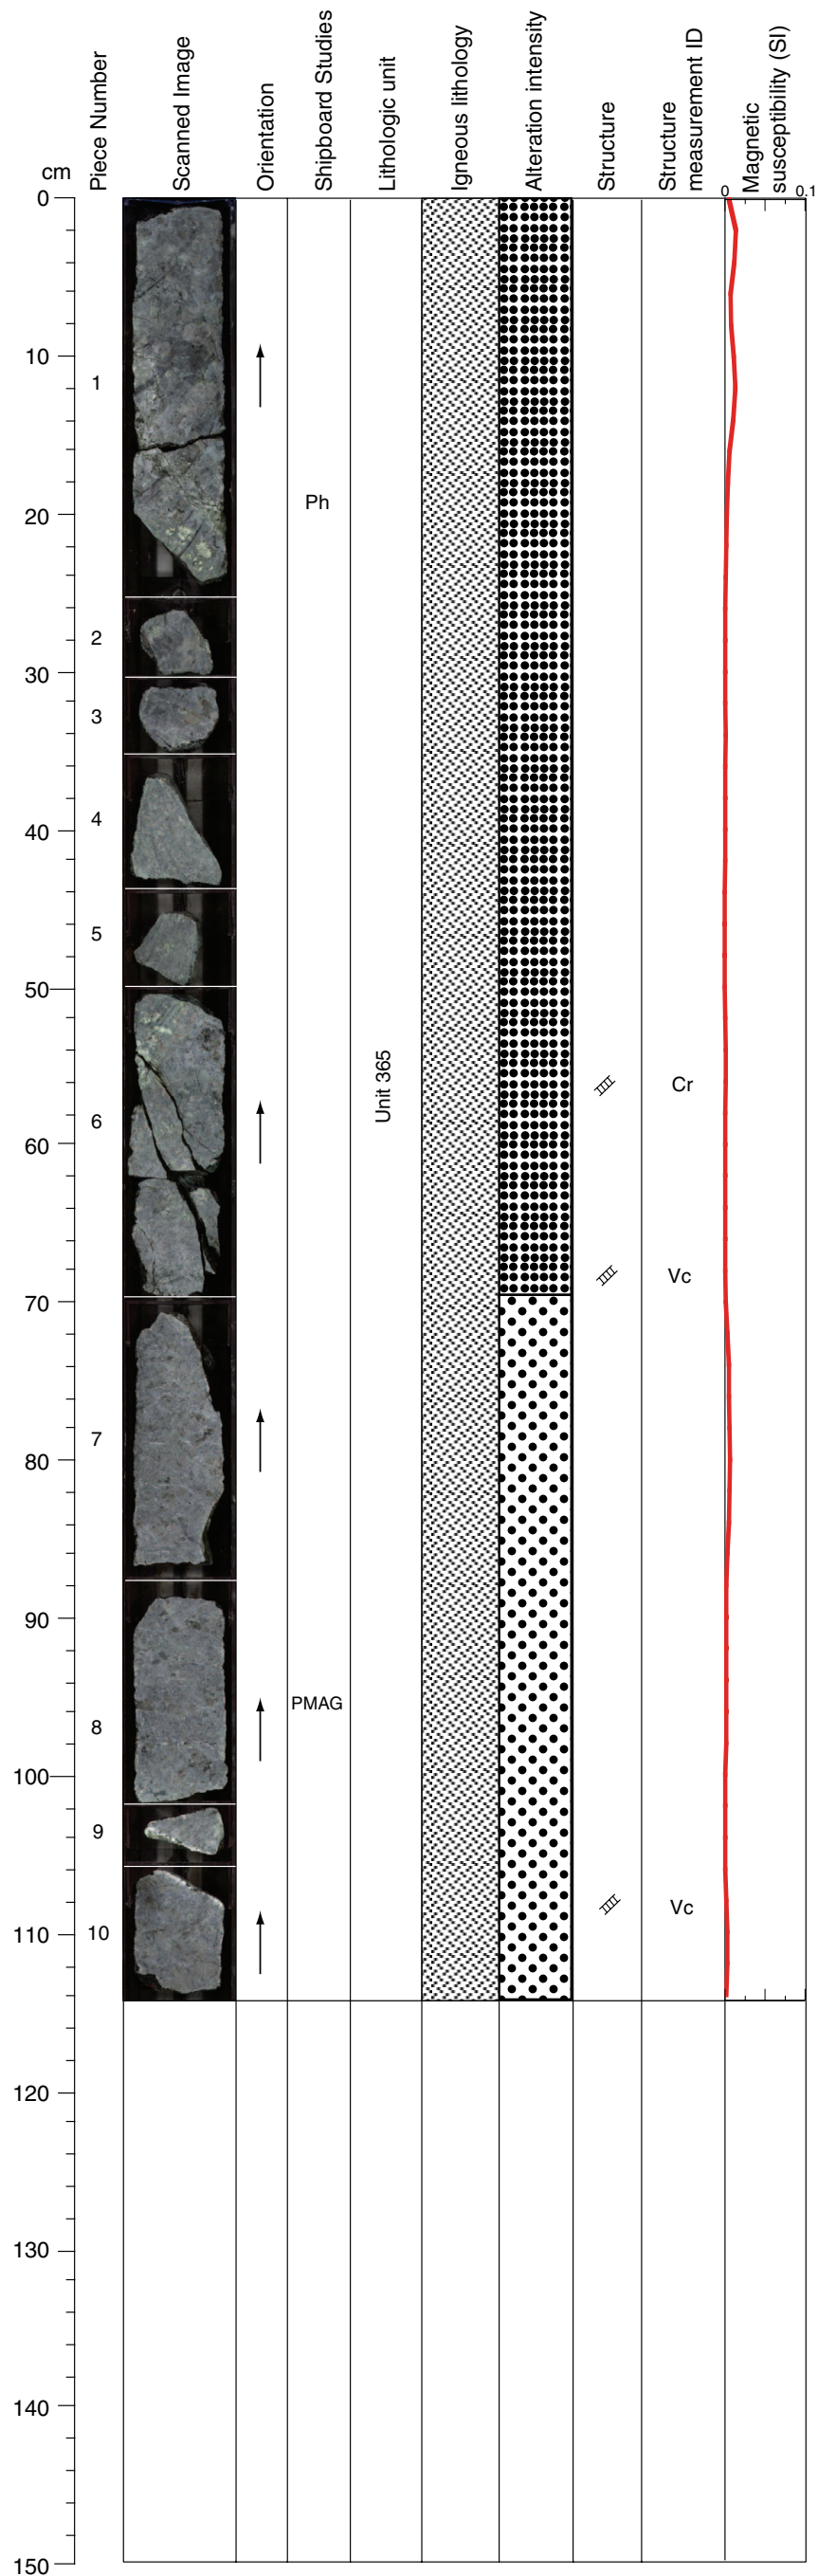 cm
Piece Number
Scanned Image
Orientation
Shipboard Studies
Lithologic unit
Igneous lithology
Alteration intensity
Structure
Structure
measurement ID
Magnetic
susceptibility (SI)
0
0.1
0
10
1
Ph
20
2
30
3
4
40
5
50
Unit 365
Cr
6
60
Vc
70
7
80
90
PMAG
8
100
9
Vc
10
110
120
130
140
150